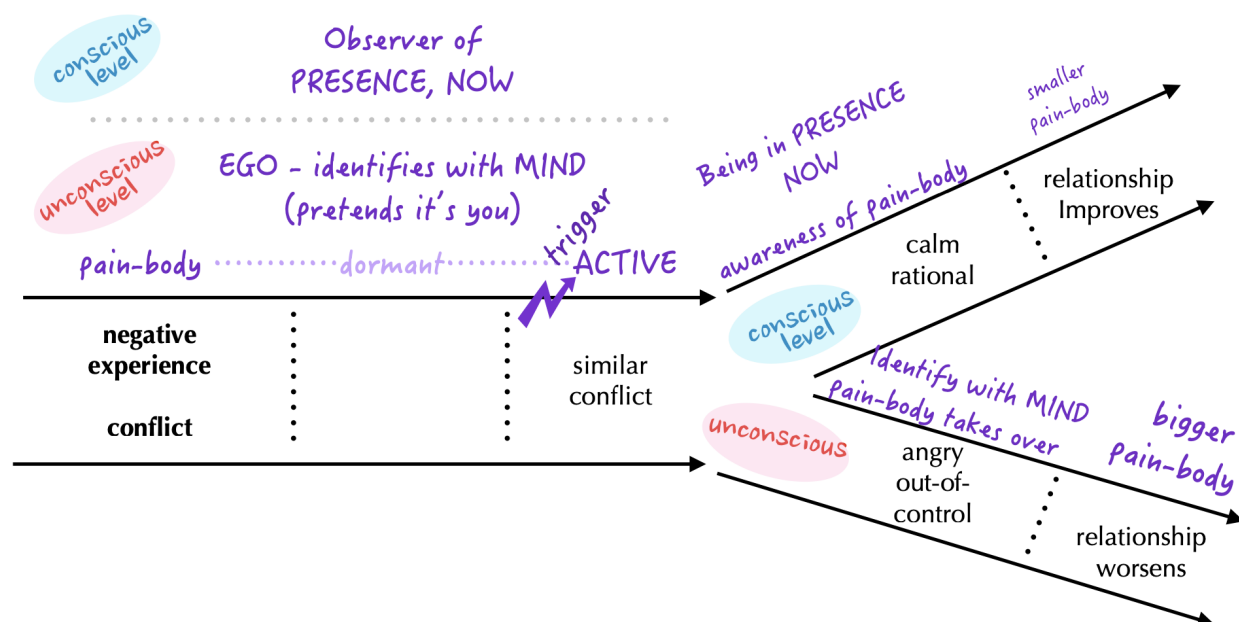 conscious
level
Observer of
PRESENCE, NOW
unconscious
level
EGO - identifies with MIND
(pretends it's you)
trigger
pain-body
dormant
ACTIVE
negative
experience
conflict
similar
conflict
Being in PRESENCE
NOW
smaller
pain-body
awareness of pain-body
calm
rational
relationship
Improves
conscious
level
Identify with MIND
pain-body takes over
bigger
pain-body
unconscious
angry
out-of-
control
relationship
worsens